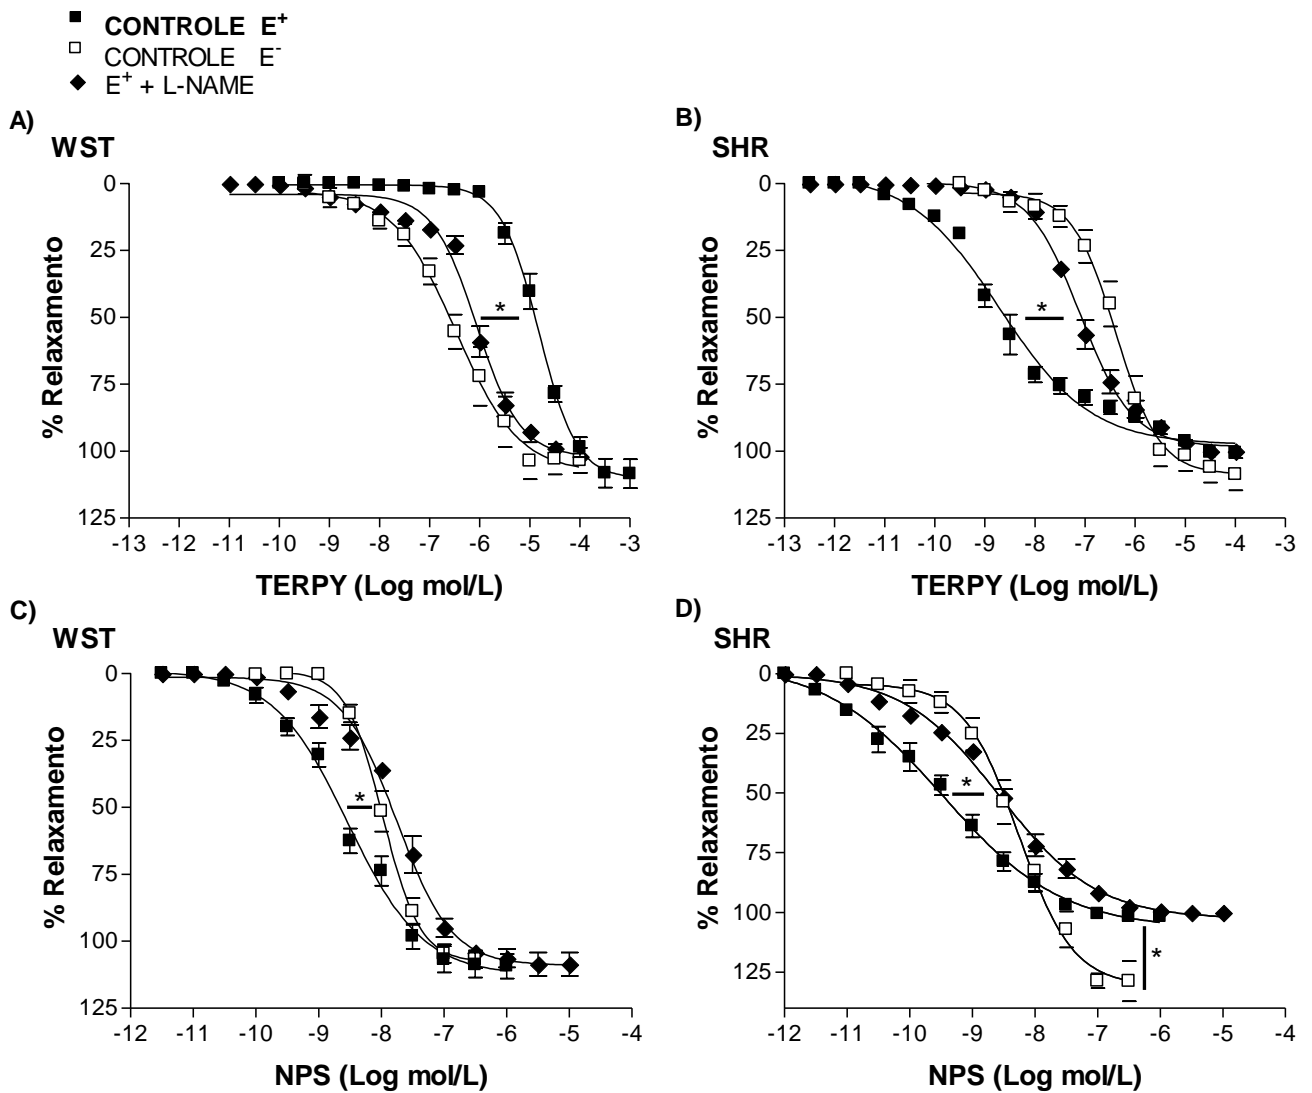 CONTROLE E⁺
CONTROLE E⁻
E⁺ + L-NAME
A)
WST
0
25
50
75
100
125
% Relaxamento
*
-13 -12 -11 -10 -9 -8 -7 -6 -5 -4 -3
TERPY (Log mol/L)
B)
SHR
0
25
50
75
100
125
% Relaxamento
*
-13 -12 -11 -10 -9 -8 -7 -6 -5 -4 -3
TERPY (Log mol/L)
C)
WST
0
25
50
75
100
125
% Relaxamento
*
-12 -11 -10 -9 -8 -7 -6 -5 -4
NPS (Log mol/L)
D)
SHR
0
25
50
75
100
125
% Relaxamento
*
*
-12 -11 -10 -9 -8 -7 -6 -5 -4
NPS (Log mol/L)